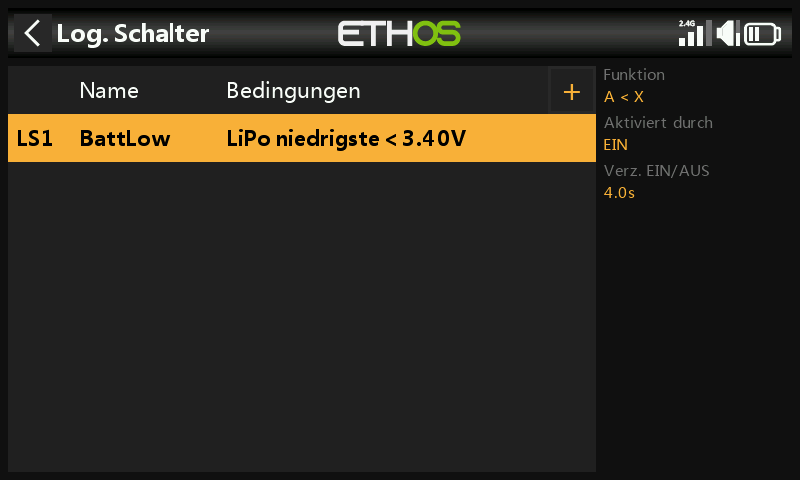 Log. Schalter
ETHOS
2.4G
Name Bedingungen +
LS1 BattLow LiPo niedrigste < 3.40V
Funktion
A < X
Aktiviert durch
EIN
Verz. EIN/AUS
4.0s